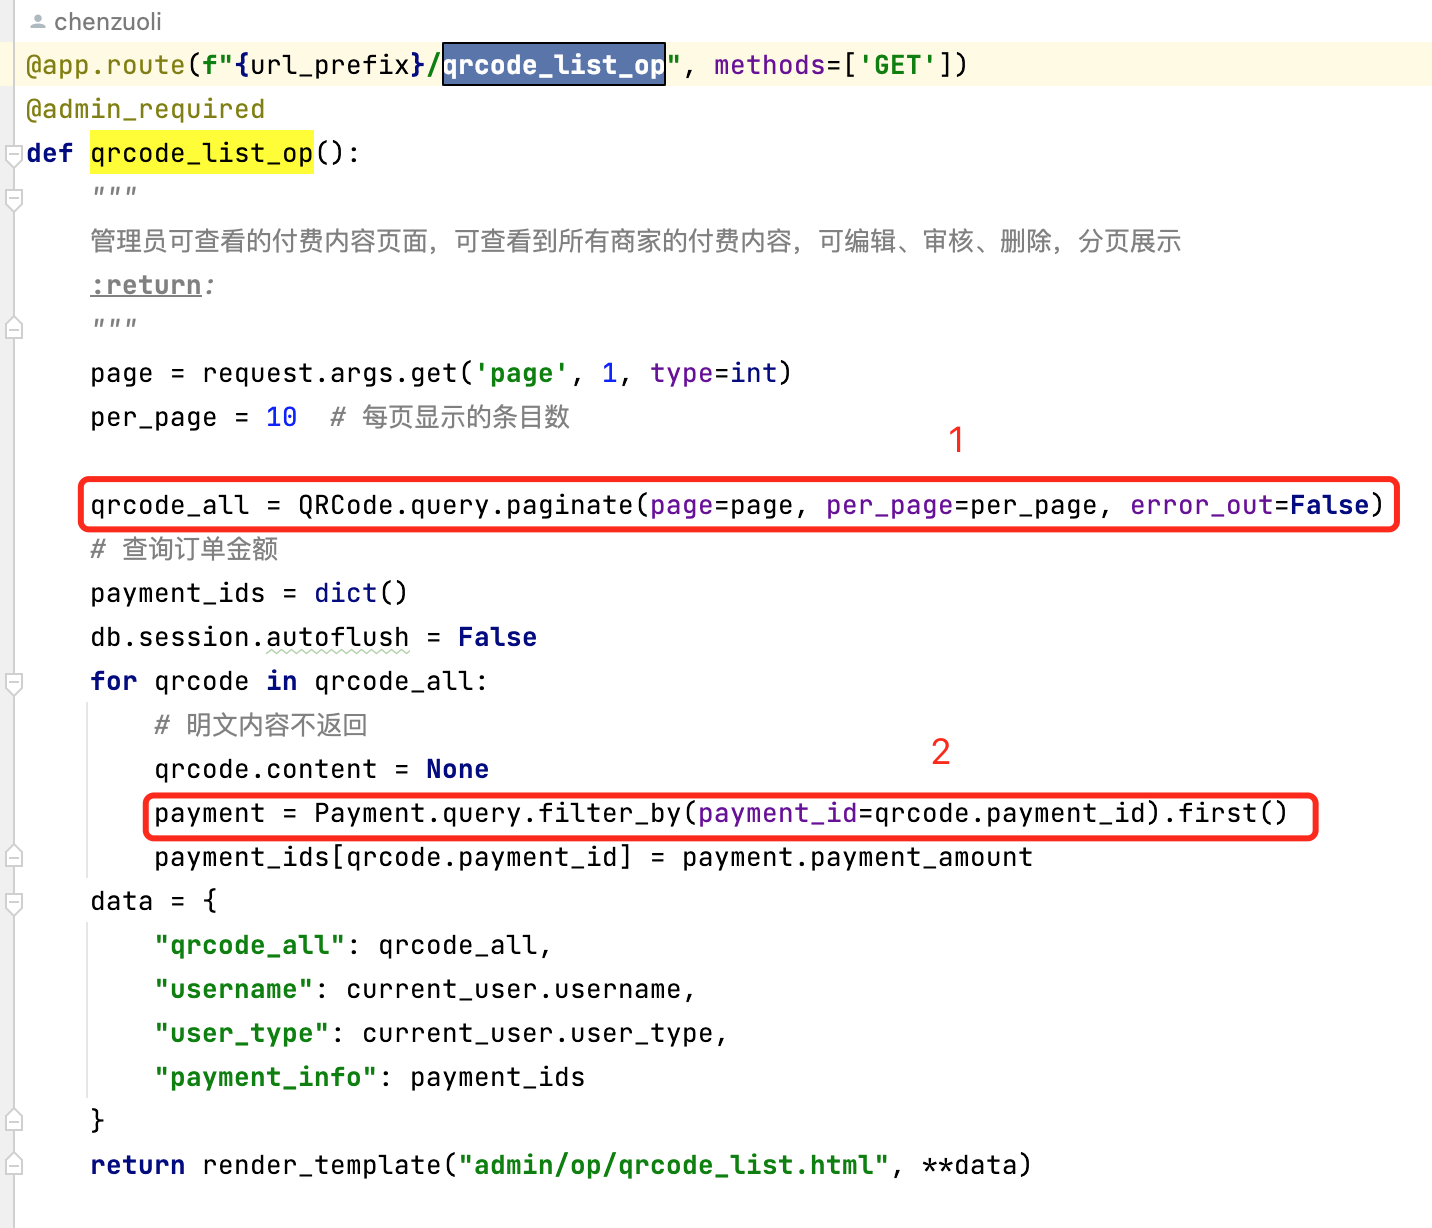 chenzuoli
@app.route(f"{url_prefix}/qrcode_list_op", methods=['GET'])
@admin_required
def qrcode_list_op():
    """
    管理员可查看的付费内容页面，可查看到所有商家的付费内容，可编辑、审核、删除，分页展示
    :return:
    """
    page = request.args.get('page', 1, type=int)
    per_page = 10  # 每页显示的条目数
1
    qrcode_all = QRCode.query.paginate(page=page, per_page=per_page, error_out=False)
    # 查询订单金额
    payment_ids = dict()
    db.session.autoflush = False
    for qrcode in qrcode_all:
        # 明文内容不返回
2
        qrcode.content = None
        payment = Payment.query.filter_by(payment_id=qrcode.payment_id).first()
        payment_ids[qrcode.payment_id] = payment.payment_amount
    data = {
        "qrcode_all": qrcode_all,
        "username": current_user.username,
        "user_type": current_user.user_type,
        "payment_info": payment_ids
    }
    return render_template("admin/op/qrcode_list.html", **data)